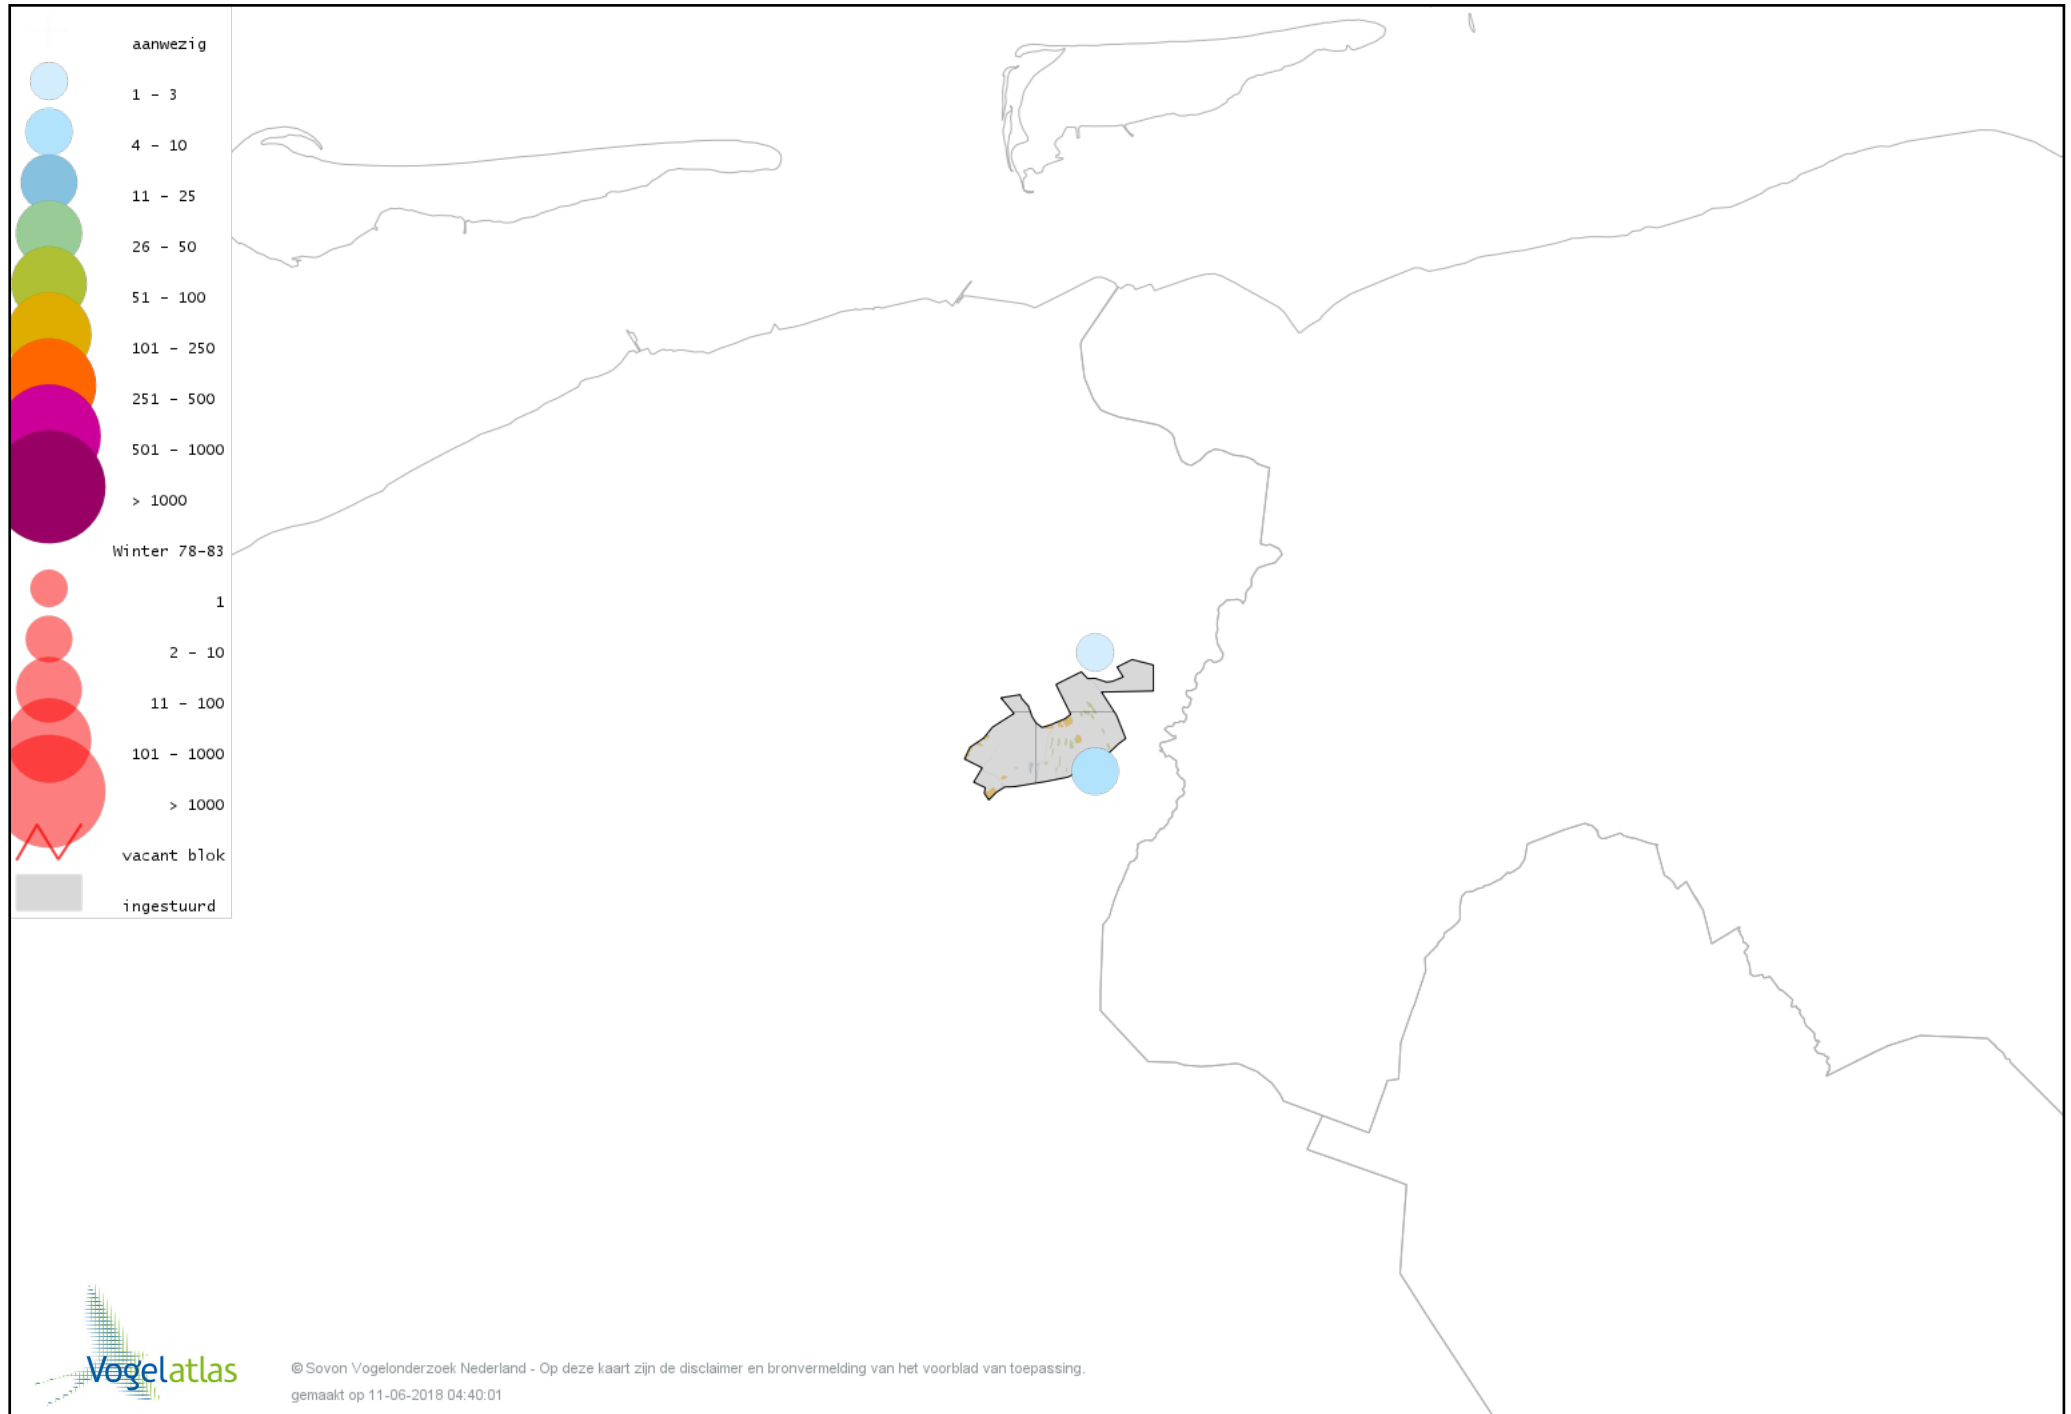 aanwezig
1 - 3
4 - 10
11 - 25
26 - 50
51 - 100
101 - 250
251 - 500
501 - 1000
> 1000
Winter 78-83
1
2 - 10
11 - 100
101 - 1000
> 1000
vacant blok
ingestuurd
Vogelatlas
© Sovon Vogelonderzoek Nederland - Op deze kaart zijn de disclaimer en bronvermelding van het voorblad van toepassing.
gemaakt op 11-06-2018 04:40:01